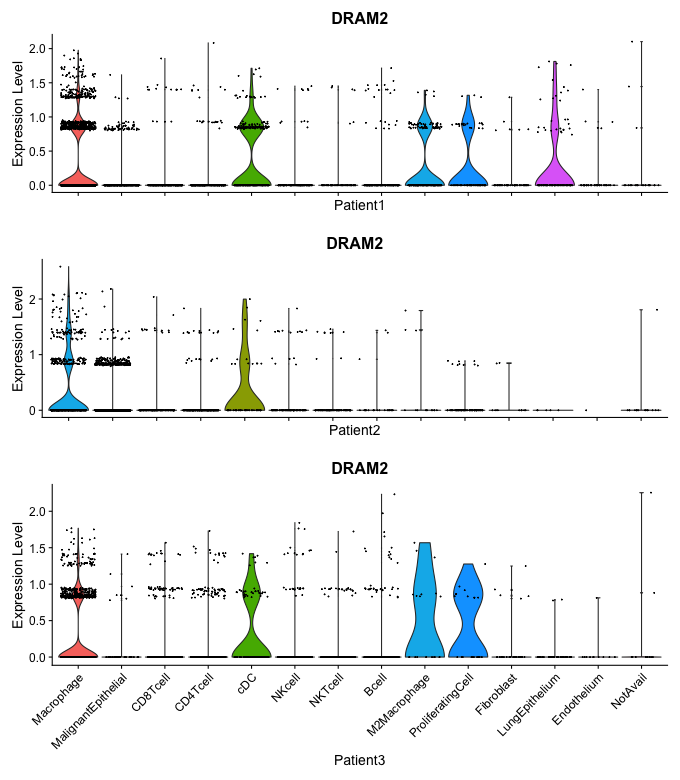 DRAM2
Expression Level
2.0
1.5
1.0
0.5
0.0
Patient1
DRAM2
Expression Level
2
1
0
Patient2
DRAM2
Expression Level
2.0
1.5
1.0
0.5
0.0
Macrophage
MalignantEpithelial
CD8Tcell
CD4Tcell
cDC
NKcell
NKTcell
Bcell
M2Macrophage
ProliferatingCell
Fibroblast
LungEpithelium
Endothelium
NotAvail
Patient3